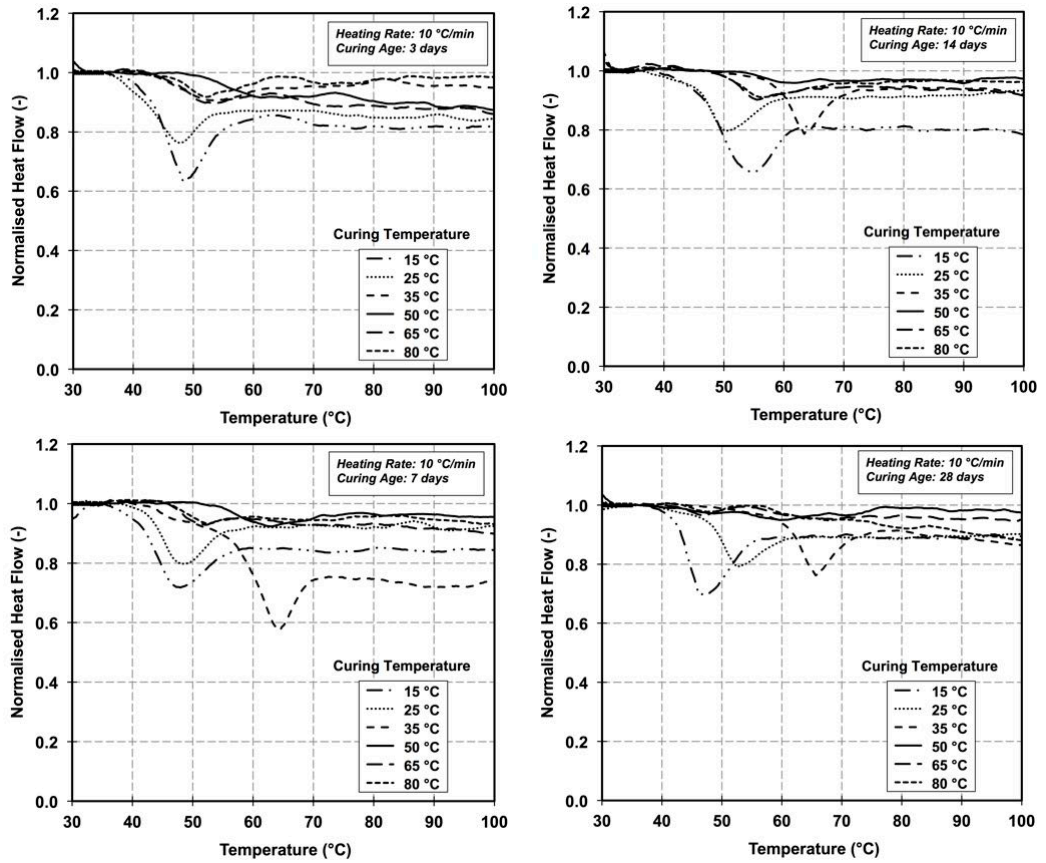 1.2
1.0
0.8
0.6
0.4
0.2
0.0
Normalised Heat Flow (-)
Heating Rate: 10 °C/min
Curing Age: 3 days
Curing Temperature
15 °C
25 °C
35 °C
50 °C
65 °C
80 °C
30 40 50 60 70 80 90 100
Temperature (°C)
1.2
1.0
0.8
0.6
0.4
0.2
0.0
Normalised Heat Flow (-)
Heating Rate: 10 °C/min
Curing Age: 14 days
Curing Temperature
15 °C
25 °C
35 °C
50 °C
65 °C
80 °C
30 40 50 60 70 80 90 100
Temperature (°C)
1.2
1.0
0.8
0.6
0.4
0.2
0.0
Normalised Heat Flow (-)
Heating Rate: 10 °C/min
Curing Age: 7 days
Curing Temperature
15 °C
25 °C
35 °C
50 °C
65 °C
80 °C
30 40 50 60 70 80 90 100
Temperature (°C)
1.2
1.0
0.8
0.6
0.4
0.2
0.0
Normalised Heat Flow (-)
Heating Rate: 10 °C/min
Curing Age: 28 days
Curing Temperature
15 °C
25 °C
35 °C
50 °C
65 °C
80 °C
30 40 50 60 70 80 90 100
Temperature (°C)